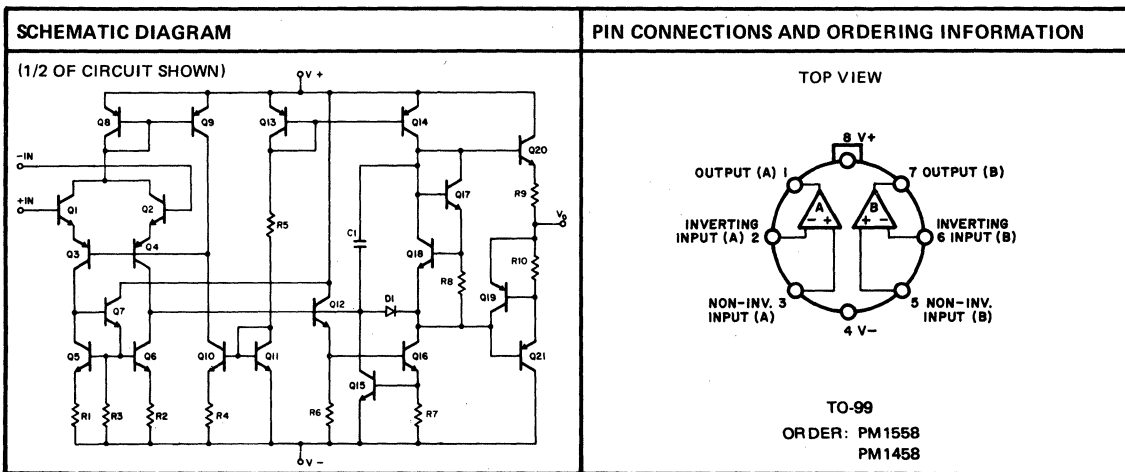 SCHEMATIC DIAGRAM
(1/2 OF CIRCUIT SHOWN)
V+
Q8
Q9
Q13
Q14
Q20
-IN
+IN
Q1
Q2
Q17
R9
Vo
R5
C1
Q3
Q4
Q18
R10
R8
Q19
Q7
Q12
D1
Q5
Q6
Q10
Q11
Q16
Q21
Q15
R1
R3
R2
R4
R6
R7
V-
PIN CONNECTIONS AND ORDERING INFORMATION
TOP VIEW
8 V+
OUTPUT (A) 1
7 OUTPUT (B)
A
B
- +
+ -
INVERTING
INPUT (A) 2
INVERTING
6 INPUT (B)
NON-INV. 3
INPUT (A)
5 NON-INV.
INPUT (B)
4 V-
TO-99
ORDER: PM1558
PM1458